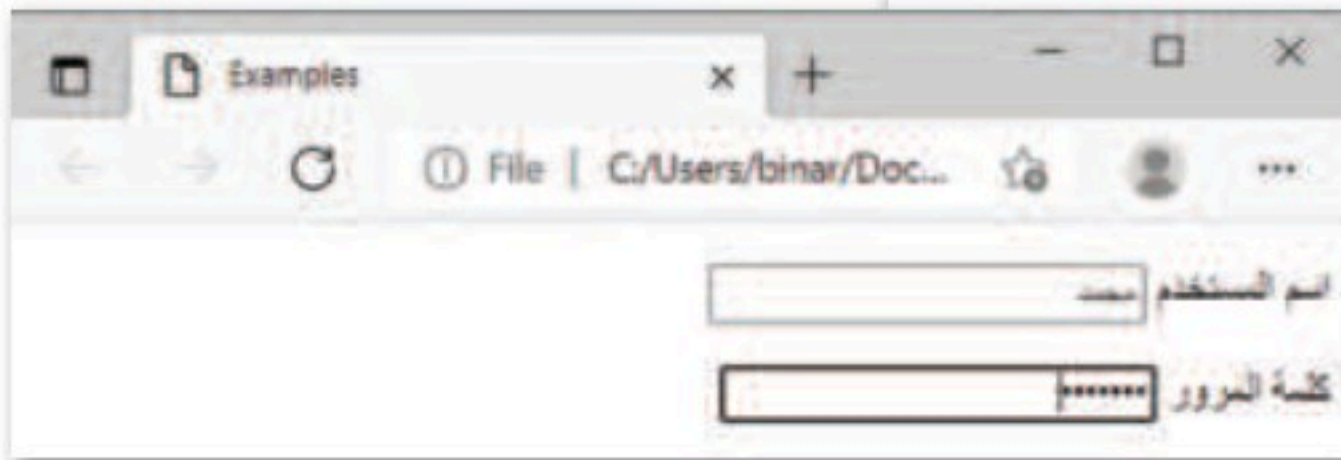 Examples
File | C:/Users/binar/Doc...
اسم المستخدم محمد
كلمة المرور •••••••